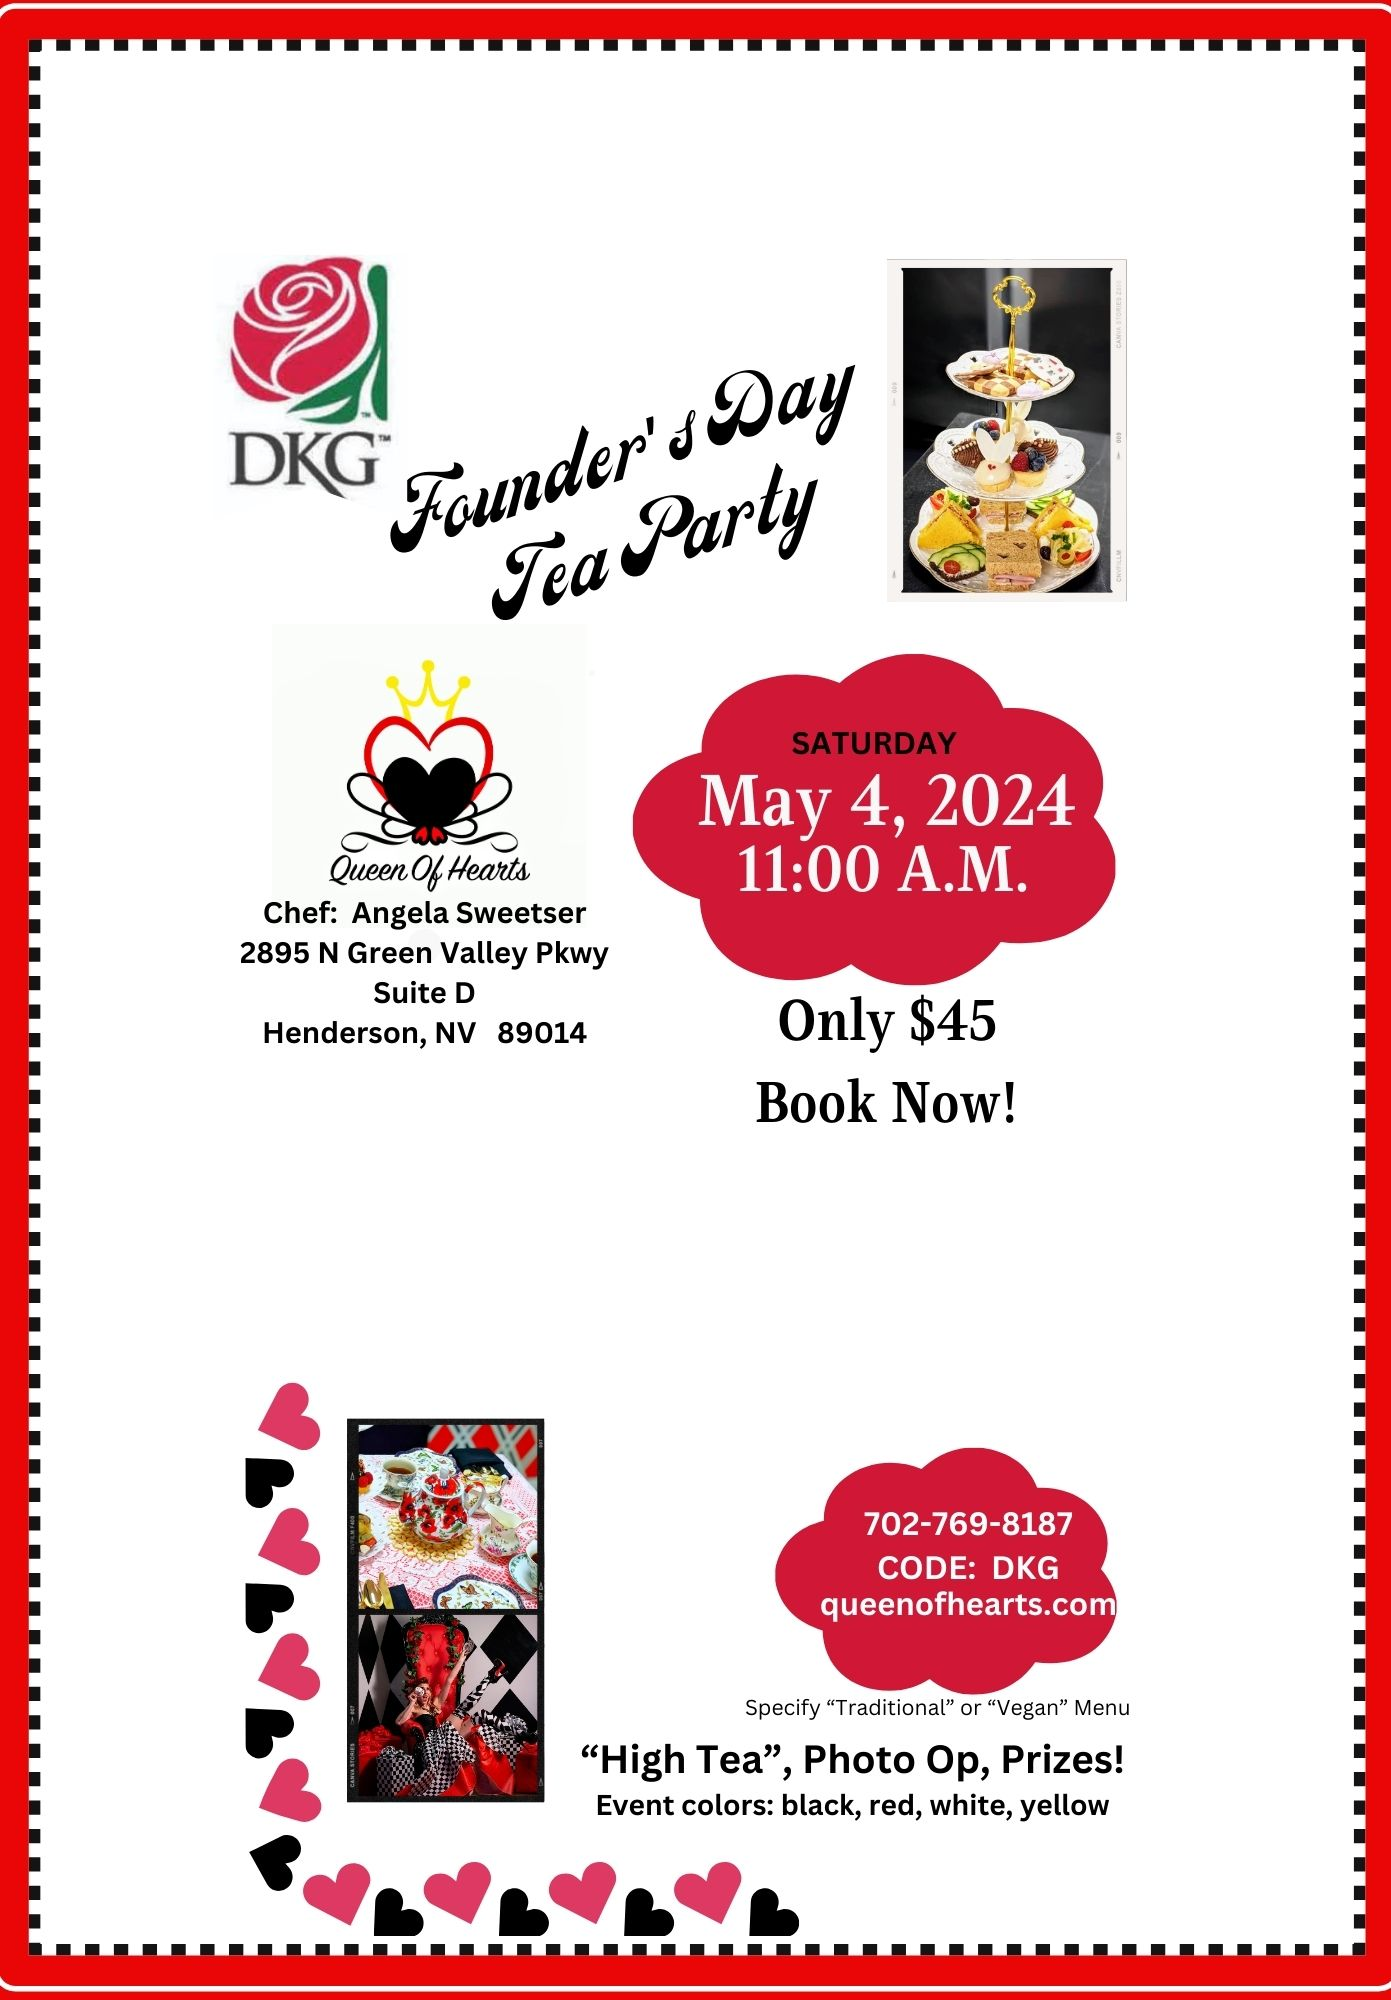 DKG™
Founder's Day
Tea Party
Queen Of Hearts
Chef: Angela Sweetser
2895 N Green Valley Pkwy
Suite D
Henderson, NV 89014
SATURDAY
May 4, 2024
11:00 A.M.
Only $45
Book Now!
702-769-8187
CODE: DKG
queenofhearts.com
Specify “Traditional” or “Vegan” Menu
“High Tea”, Photo Op, Prizes!
Event colors: black, red, white, yellow